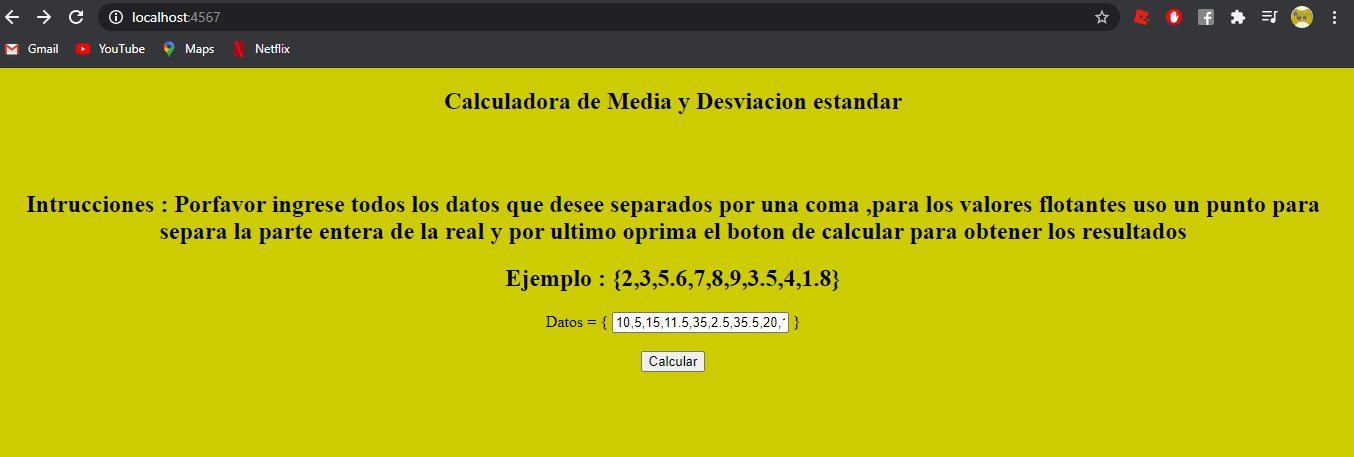 localhost:4567
Gmail YouTube Maps Netflix
Calculadora de Media y Desviacion estandar
Intrucciones : Porfavor ingrese todos los datos que desee separados por una coma ,para los valores flotantes uso un punto para
separa la parte entera de la real y por ultimo oprima el boton de calcular para obtener los resultados
Ejemplo : {2,3,5.6,7,8,9,3.5,4,1.8}
Datos = { 10,5,15,11.5,35,2.5,35.5,20, }
Calcular